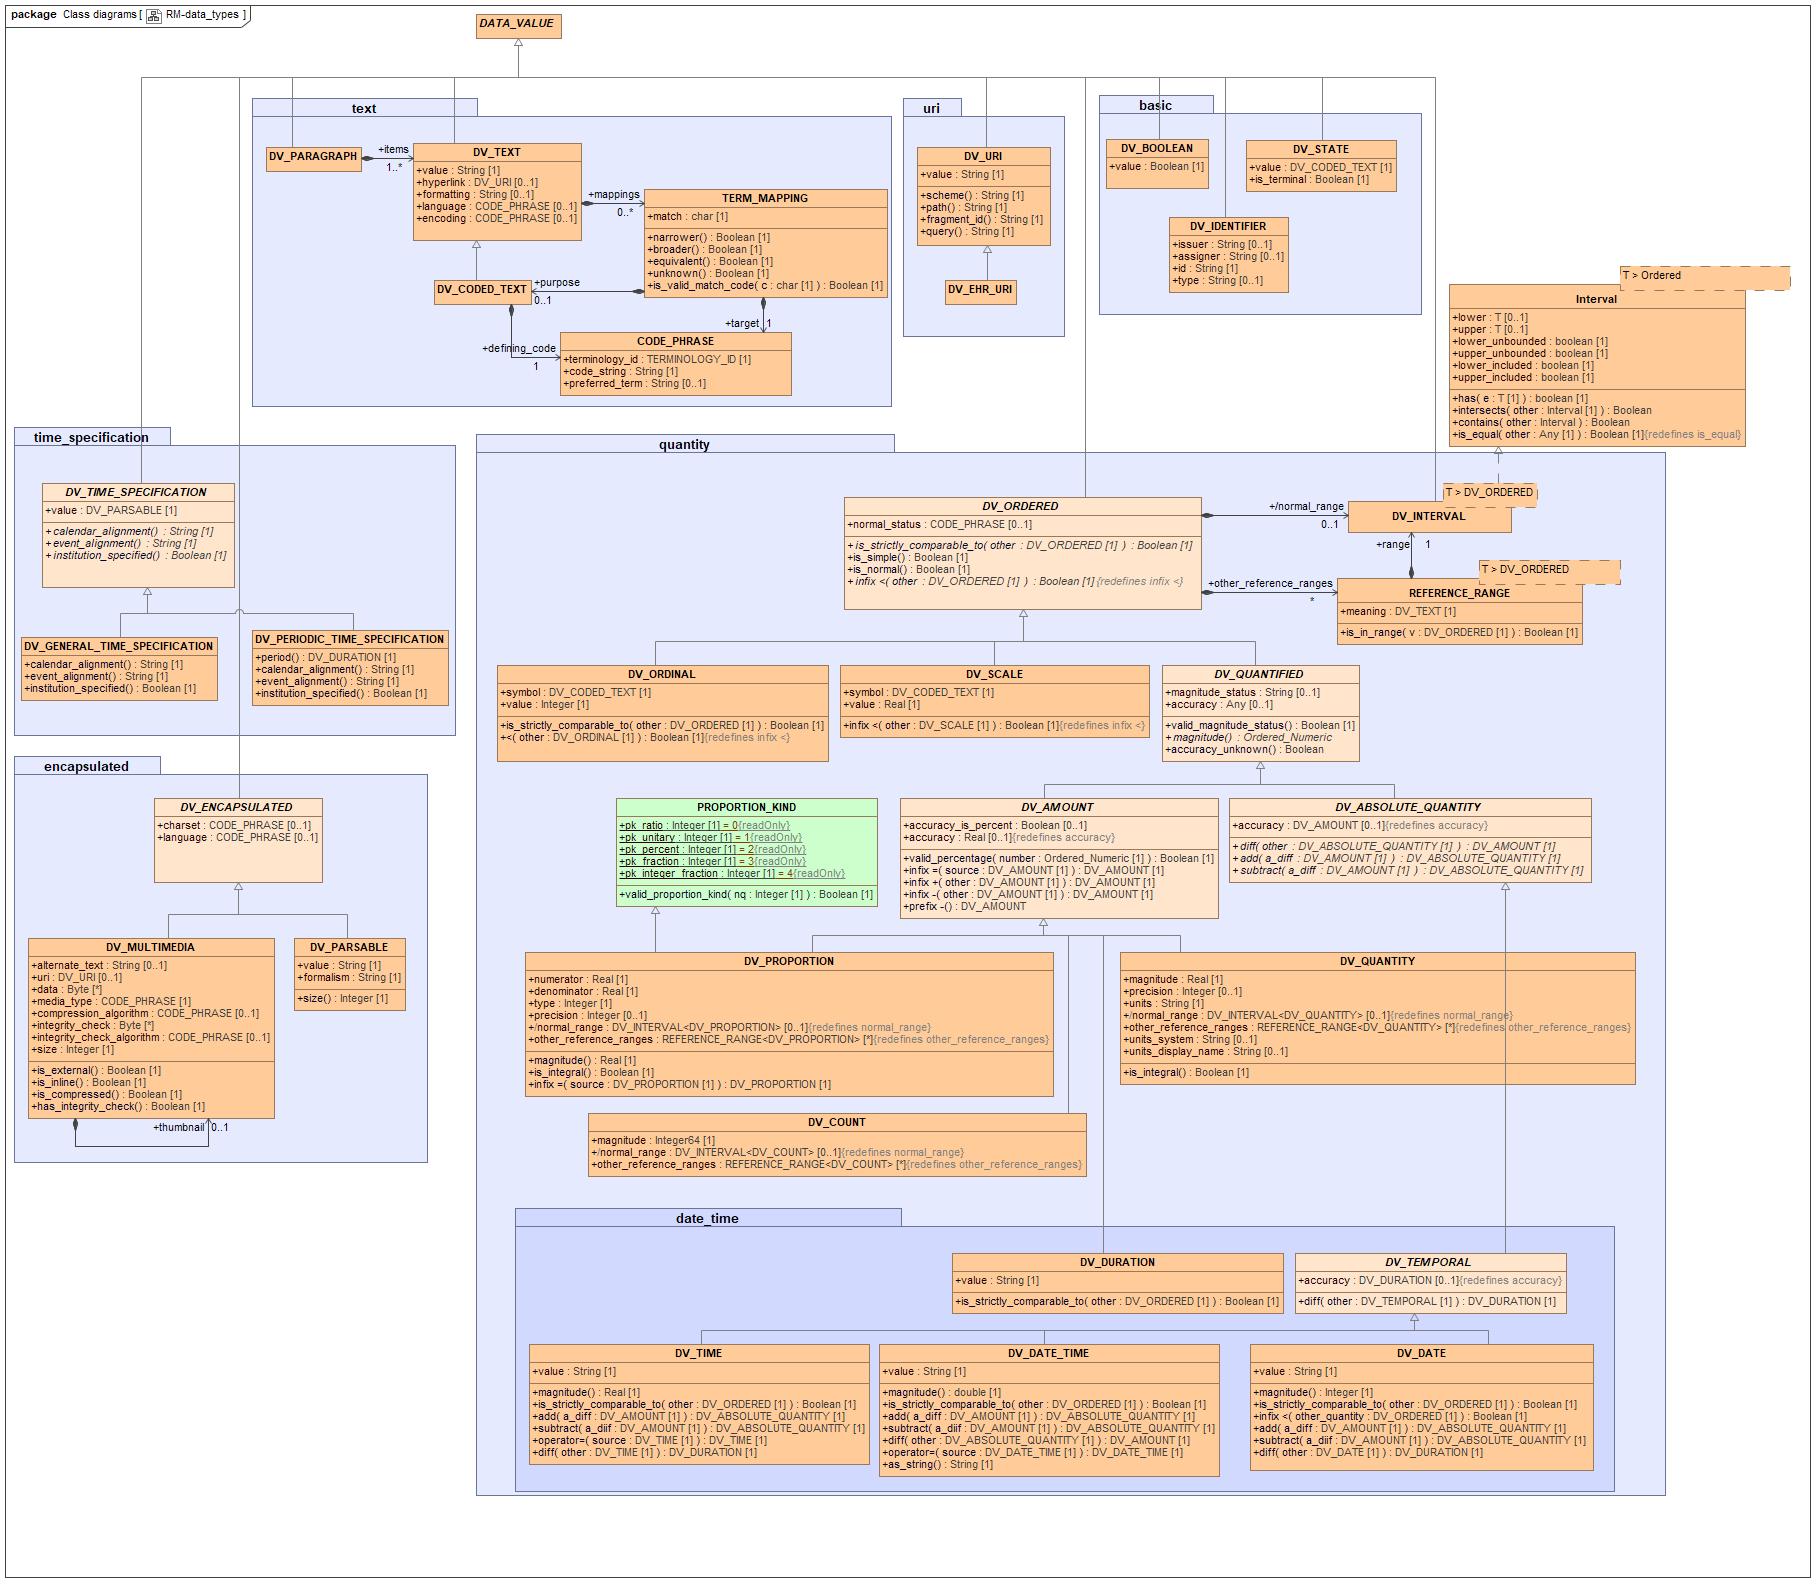 package Class diagrams [ RM-data_types ]
DATA_VALUE
text
DV_PARAGRAPH
+items
1..*
DV_TEXT
+value : String [1]
+hyperlink : DV_URI [0..1]
+formatting : String [0..1]
+language : CODE_PHRASE [0..1]
+encoding : CODE_PHRASE [0..1]
+mappings
0..*
TERM_MAPPING
+match : char [1]
+narrower() : Boolean [1]
+broader() : Boolean [1]
+equivalent() : Boolean [1]
+unknown() : Boolean [1]
+is_valid_match_code( c : char [1] ) : Boolean [1]
DV_CODED_TEXT
+purpose
0..1
+target
1
+defining_code
1
CODE_PHRASE
+terminology_id : TERMINOLOGY_ID [1]
+code_string : String [1]
+preferred_term : String [0..1]
uri
DV_URI
+value : String [1]
+scheme() : String [1]
+path() : String [1]
+fragment_id() : String [1]
+query() : String [1]
DV_EHR_URI
basic
DV_BOOLEAN
+value : Boolean [1]
DV_STATE
+value : DV_CODED_TEXT [1]
+is_terminal : Boolean [1]
DV_IDENTIFIER
+issuer : String [0..1]
+assigner : String [0..1]
+id : String [1]
+type : String [0..1]
T > Ordered
Interval
+lower : T [0..1]
+upper : T [0..1]
+lower_unbounded : boolean [1]
+upper_unbounded : boolean [1]
+lower_included : boolean [1]
+upper_included : boolean [1]
+has( e : T [1] ) : boolean [1]
+intersects( other : Interval [1] ) : Boolean
+contains( other : Interval ) : Boolean
+is_equal( other : Any [1] ) : Boolean [1]{redefines is_equal}
time_specification
DV_TIME_SPECIFICATION
+value : DV_PARSABLE [1]
+calendar_alignment() : String [1]
+event_alignment() : String [1]
+institution_specified() : Boolean [1]
DV_GENERAL_TIME_SPECIFICATION
+calendar_alignment() : String [1]
+event_alignment() : String [1]
+institution_specified() : Boolean [1]
DV_PERIODIC_TIME_SPECIFICATION
+period() : DV_DURATION [1]
+calendar_alignment() : String [1]
+event_alignment() : String [1]
+institution_specified() : Boolean [1]
encapsulated
DV_ENCAPSULATED
+charset : CODE_PHRASE [0..1]
+language : CODE_PHRASE [0..1]
DV_MULTIMEDIA
+alternate_text : String [0..1]
+uri : DV_URI [0..1]
+data : Byte [*]
+media_type : CODE_PHRASE [1]
+compression_algorithm : CODE_PHRASE [0..1]
+integrity_check : Byte [*]
+integrity_check_algorithm : CODE_PHRASE [0..1]
+size : Integer [1]
+is_external() : Boolean [1]
+is_inline() : Boolean [1]
+is_compressed() : Boolean [1]
+has_integrity_check() : Boolean [1]
+thumbnail
0..1
DV_PARSABLE
+value : String [1]
+formalism : String [1]
+size() : Integer [1]
quantity
DV_ORDERED
+normal_status : CODE_PHRASE [0..1]
+is_strictly_comparable_to( other : DV_ORDERED [1] ) : Boolean [1]
+is_simple() : Boolean [1]
+is_normal() : Boolean [1]
+infix <( other : DV_ORDERED [1] ) : Boolean [1]{redefines infix <}
+/normal_range
0..1
T > DV_ORDERED
DV_INTERVAL
+range
1
+other_reference_ranges
*
T > DV_ORDERED
REFERENCE_RANGE
+meaning : DV_TEXT [1]
+is_in_range( v : DV_ORDERED [1] ) : Boolean [1]
DV_ORDINAL
+symbol : DV_CODED_TEXT [1]
+value : Integer [1]
+is_strictly_comparable_to( other : DV_ORDERED [1] ) : Boolean [1]
+<( other : DV_ORDINAL [1] ) : Boolean [1]{redefines infix <}
DV_SCALE
+symbol : DV_CODED_TEXT [1]
+value : Real [1]
+infix <( other : DV_SCALE [1] ) : Boolean [1]{redefines infix <}
DV_QUANTIFIED
+magnitude_status : String [0..1]
+accuracy : Any [0..1]
+valid_magnitude_status() : Boolean [1]
+magnitude() : Ordered_Numeric
+accuracy_unknown() : Boolean
PROPORTION_KIND
+pk_ratio : Integer [1] = 0{readOnly}
+pk_unitary : Integer [1] = 1{readOnly}
+pk_percent : Integer [1] = 2{readOnly}
+pk_fraction : Integer [1] = 3{readOnly}
+pk_integer_fraction : Integer [1] = 4{readOnly}
+valid_proportion_kind( nq : Integer [1] ) : Boolean [1]
DV_AMOUNT
+accuracy_is_percent : Boolean [0..1]
+accuracy : Real [0..1]{redefines accuracy}
+valid_percentage( number : Ordered_Numeric [1] ) : Boolean [1]
+infix =( source : DV_AMOUNT [1] ) : DV_AMOUNT [1]
+infix +( other : DV_AMOUNT [1] ) : DV_AMOUNT [1]
+infix -( other : DV_AMOUNT [1] ) : DV_AMOUNT [1]
+prefix -() : DV_AMOUNT
DV_ABSOLUTE_QUANTITY
+accuracy : DV_AMOUNT [0..1]{redefines accuracy}
+diff( other : DV_ABSOLUTE_QUANTITY [1] ) : DV_AMOUNT [1]
+add( a_diff : DV_AMOUNT [1] ) : DV_ABSOLUTE_QUANTITY [1]
+subtract( a_diff : DV_AMOUNT [1] ) : DV_ABSOLUTE_QUANTITY [1]
DV_PROPORTION
+numerator : Real [1]
+denominator : Real [1]
+type : Integer [1]
+precision : Integer [0..1]
+/normal_range : DV_INTERVAL<DV_PROPORTION> [0..1]{redefines normal_range}
+other_reference_ranges : REFERENCE_RANGE<DV_PROPORTION> [*]{redefines other_reference_ranges}
+magnitude() : Real [1]
+is_integral() : Boolean [1]
+infix =( source : DV_PROPORTION [1] ) : DV_PROPORTION [1]
DV_QUANTITY
+magnitude : Real [1]
+precision : Integer [0..1]
+units : String [1]
+/normal_range : DV_INTERVAL<DV_QUANTITY> [0..1]{redefines normal_range}
+other_reference_ranges : REFERENCE_RANGE<DV_QUANTITY> [*]{redefines other_reference_ranges}
+units_system : String [0..1]
+units_display_name : String [0..1]
+is_integral() : Boolean [1]
DV_COUNT
+magnitude : Integer64 [1]
+/normal_range : DV_INTERVAL<DV_COUNT> [0..1]{redefines normal_range}
+other_reference_ranges : REFERENCE_RANGE<DV_COUNT> [*]{redefines other_reference_ranges}
date_time
DV_DURATION
+value : String [1]
+is_strictly_comparable_to( other : DV_ORDERED [1] ) : Boolean [1]
DV_TEMPORAL
+accuracy : DV_DURATION [0..1]{redefines accuracy}
+diff( other : DV_TEMPORAL [1] ) : DV_DURATION [1]
DV_TIME
+value : String [1]
+magnitude() : Real [1]
+is_strictly_comparable_to( other : DV_ORDERED [1] ) : Boolean [1]
+add( a_diff : DV_AMOUNT [1] ) : DV_ABSOLUTE_QUANTITY [1]
+subtract( a_diif : DV_AMOUNT [1] ) : DV_ABSOLUTE_QUANTITY [1]
+operator=( source : DV_TIME [1] ) : DV_TIME [1]
+diff( other : DV_TIME [1] ) : DV_DURATION [1]
DV_DATE_TIME
+value : String [1]
+magnitude() : double [1]
+is_strictly_comparable_to( other : DV_ORDERED [1] ) : Boolean [1]
+add( a_diff : DV_AMOUNT [1] ) : DV_ABSOLUTE_QUANTITY [1]
+subtract( a_diif : DV_AMOUNT [1] ) : DV_ABSOLUTE_QUANTITY [1]
+diff( other : DV_ABSOLUTE_QUANTITY [1] ) : DV_AMOUNT [1]
+operator=( source : DV_DATE_TIME [1] ) : DV_DATE_TIME [1]
+as_string() : String [1]
DV_DATE
+value : String [1]
+magnitude() : Integer [1]
+is_strictly_comparable_to( other : DV_ORDERED [1] ) : Boolean [1]
+infix <( other_quantity : DV_ORDERED [1] ) : Boolean [1]
+add( a_diff : DV_AMOUNT [1] ) : DV_ABSOLUTE_QUANTITY [1]
+subtract( a_diif : DV_AMOUNT [1] ) : DV_ABSOLUTE_QUANTITY [1]
+diff( other : DV_DATE [1] ) : DV_DURATION [1]